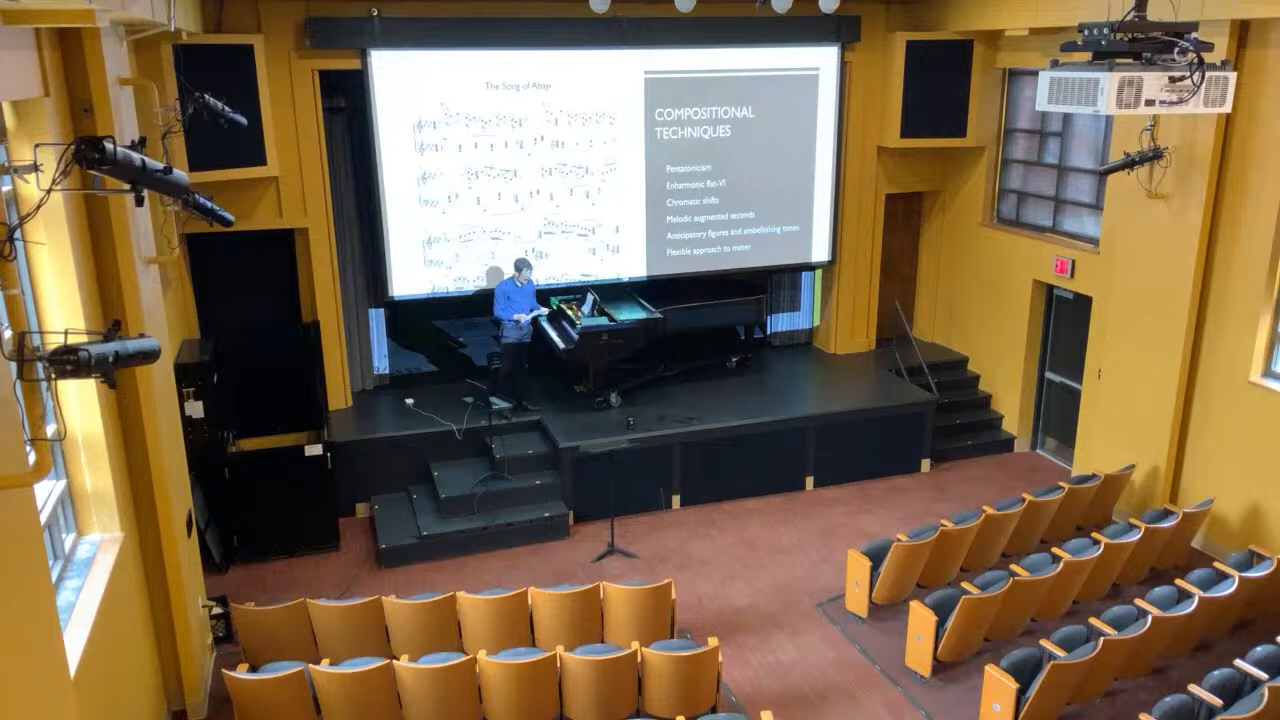 The Song of Abayi
COMPOSITIONAL
TECHNIQUES
Pentatonicism
Enharmonic flat-VI
Chromatic shifts
Melodic augmented seconds
Anticipatory figures and embellishing tones
Flexible approach to meter